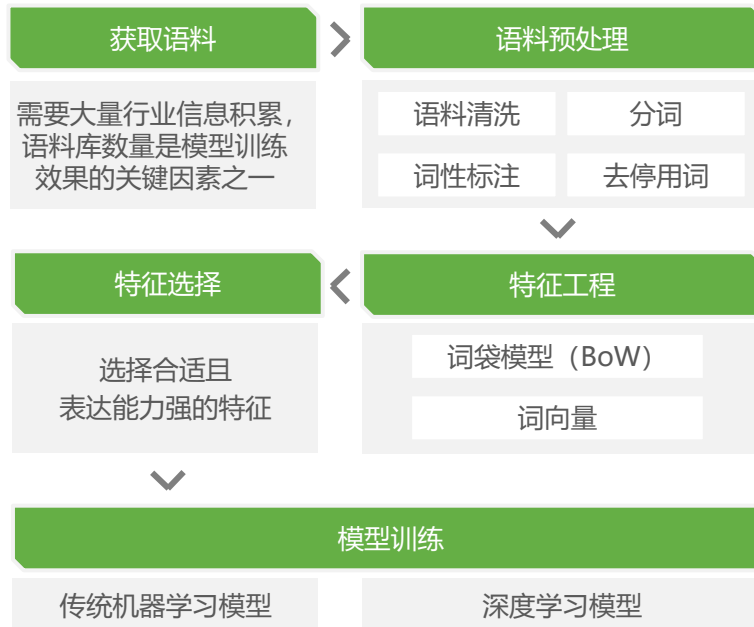 获取语料
需要大量行业信息积累，
语料库数量是模型训练
效果的关键因素之一
语料预处理
语料清洗
分词
词性标注
去停用词
特征工程
词袋模型（BoW）
词向量
特征选择
选择合适且
表达能力强的特征
模型训练
传统机器学习模型
深度学习模型